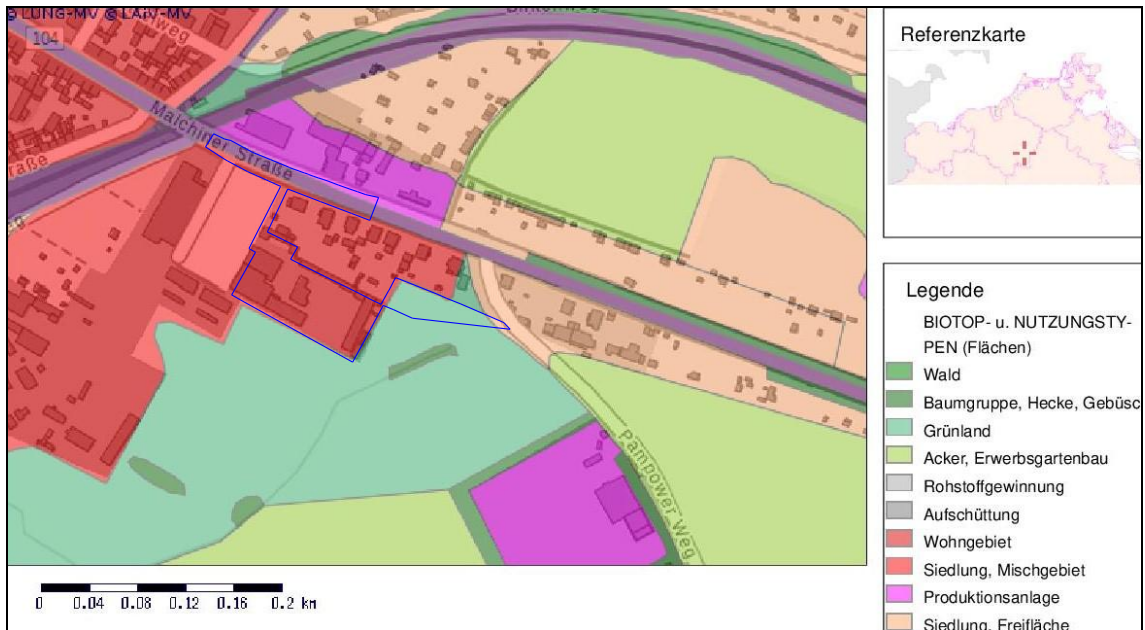 © LUNG-MV © LAiV-MV
104
Malchiner Straße
Pampower Weg
0 0.04 0.08 0.12 0.16 0.2 km
Referenzkarte
Legende
BIOTOP- u. NUTZUNGSTY-
PEN (Flächen)
Wald
Baumgruppe, Hecke, Gebüsc
Grünland
Acker, Erwerbsgartenbau
Rohstoffgewinnung
Aufschüttung
Wohngebiet
Siedlung, Mischgebiet
Produktionsanlage
Siedlung, Freifläche